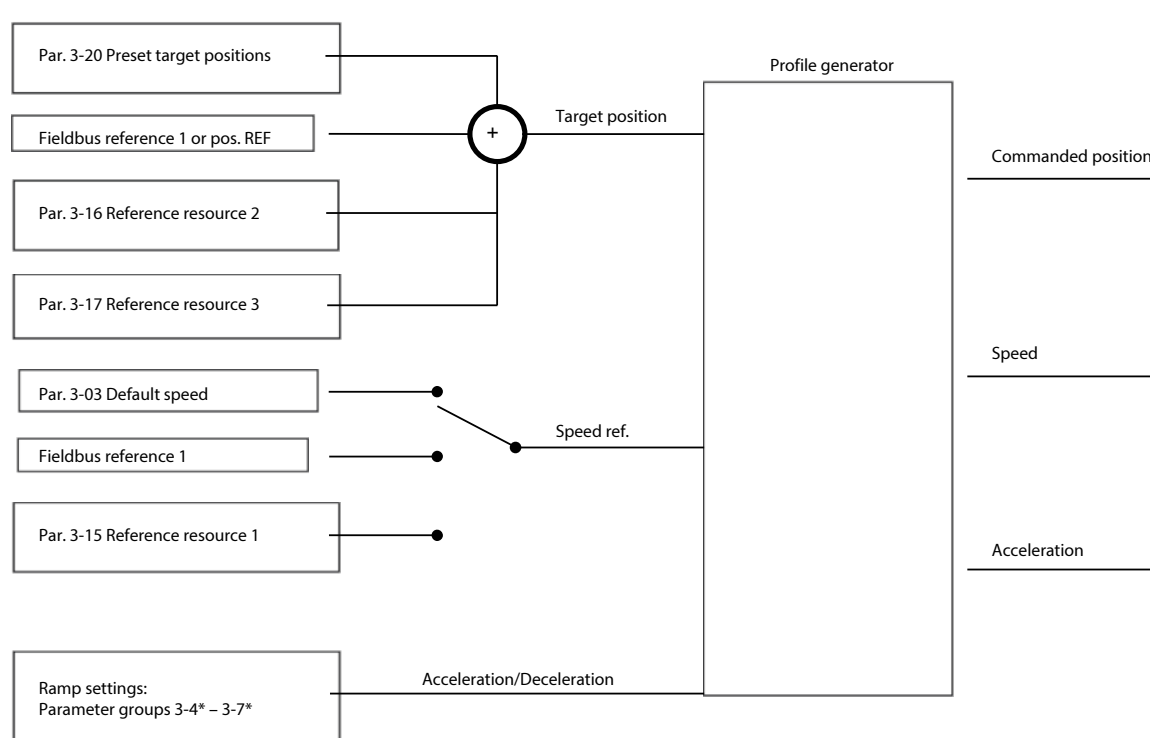 Par. 3-20 Preset target positions
Profile generator
Fieldbus reference 1 or pos. REF
+
Target position
Commanded position
Par. 3-16 Reference resource 2
Par. 3-17 Reference resource 3
Speed
Par. 3-03 Default speed
Speed ref.
Fieldbus reference 1
Par. 3-15 Reference resource 1
Acceleration
Ramp settings:
Parameter groups 3-4* – 3-7*
Acceleration/Deceleration